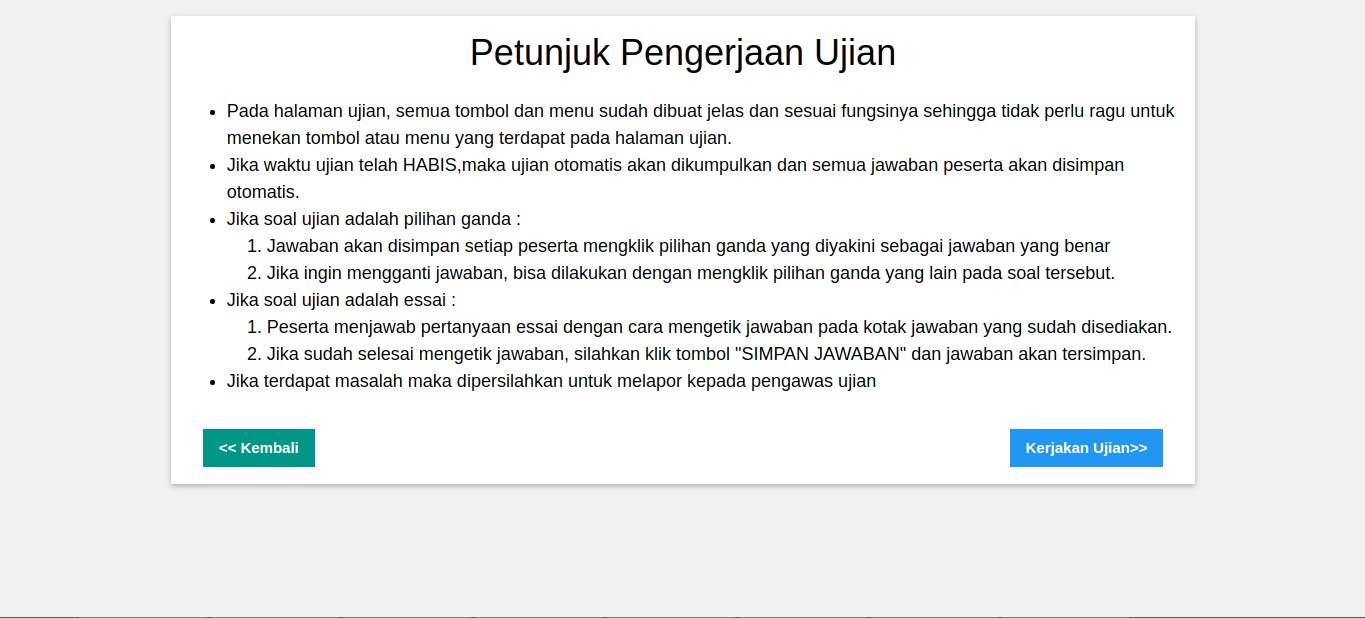 Petunjuk Pengerjaan Ujian
• Pada halaman ujian, semua tombol dan menu sudah dibuat jelas dan sesuai fungsinya sehingga tidak perlu ragu untuk
menekan tombol atau menu yang terdapat pada halaman ujian.
• Jika waktu ujian telah HABIS,maka ujian otomatis akan dikumpulkan dan semua jawaban peserta akan disimpan
otomatis.
• Jika soal ujian adalah pilihan ganda :
1. Jawaban akan disimpan setiap peserta mengklik pilihan ganda yang diyakini sebagai jawaban yang benar
2. Jika ingin mengganti jawaban, bisa dilakukan dengan mengklik pilihan ganda yang lain pada soal tersebut.
• Jika soal ujian adalah essai :
1. Peserta menjawab pertanyaan essai dengan cara mengetik jawaban pada kotak jawaban yang sudah disediakan.
2. Jika sudah selesai mengetik jawaban, silahkan klik tombol "SIMPAN JAWABAN" dan jawaban akan tersimpan.
• Jika terdapat masalah maka dipersilahkan untuk melapor kepada pengawas ujian
<< Kembali
Kerjakan Ujian>>